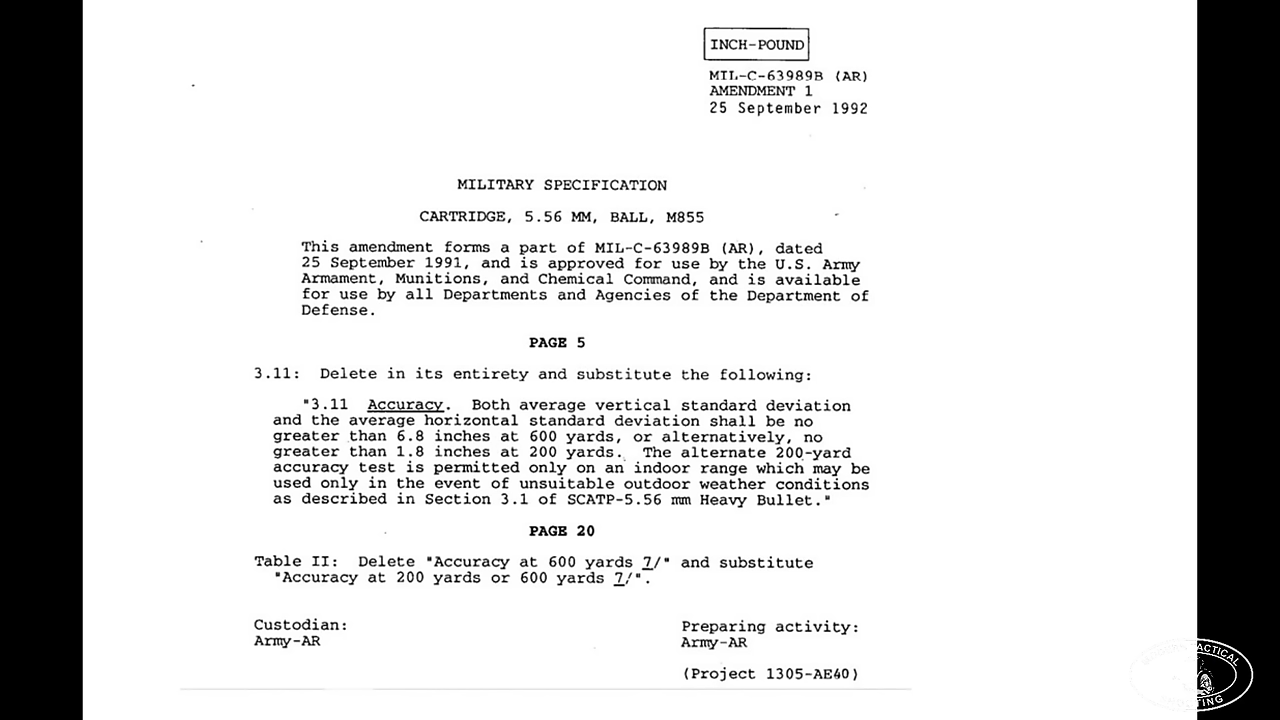 INCH-POUND
MIL-C-63989B (AR)
AMENDMENT 1
25 September 1992
MILITARY SPECIFICATION
CARTRIDGE, 5.56 MM, BALL, M855
This amendment forms a part of MIL-C-63989B (AR), dated
25 September 1991, and is approved for use by the U.S. Army
Armament, Munitions, and Chemical Command, and is available
for use by all Departments and Agencies of the Department of
Defense.
PAGE 5
3.11: Delete in its entirety and substitute the following:
"3.11 Accuracy. Both average vertical standard deviation
and the average horizontal standard deviation shall be no
greater than 6.8 inches at 600 yards, or alternatively, no
greater than 1.8 inches at 200 yards. The alternate 200-yard
accuracy test is permitted only on an indoor range which may be
used only in the event of unsuitable outdoor weather conditions
as described in Section 3.1 of SCATP-5.56 mm Heavy Bullet."
PAGE 20
Table II: Delete "Accuracy at 600 yards 7/" and substitute
"Accuracy at 200 yards or 600 yards 7/".
Custodian:
Army-AR
Preparing activity:
Army-AR
(Project 1305-AE40)